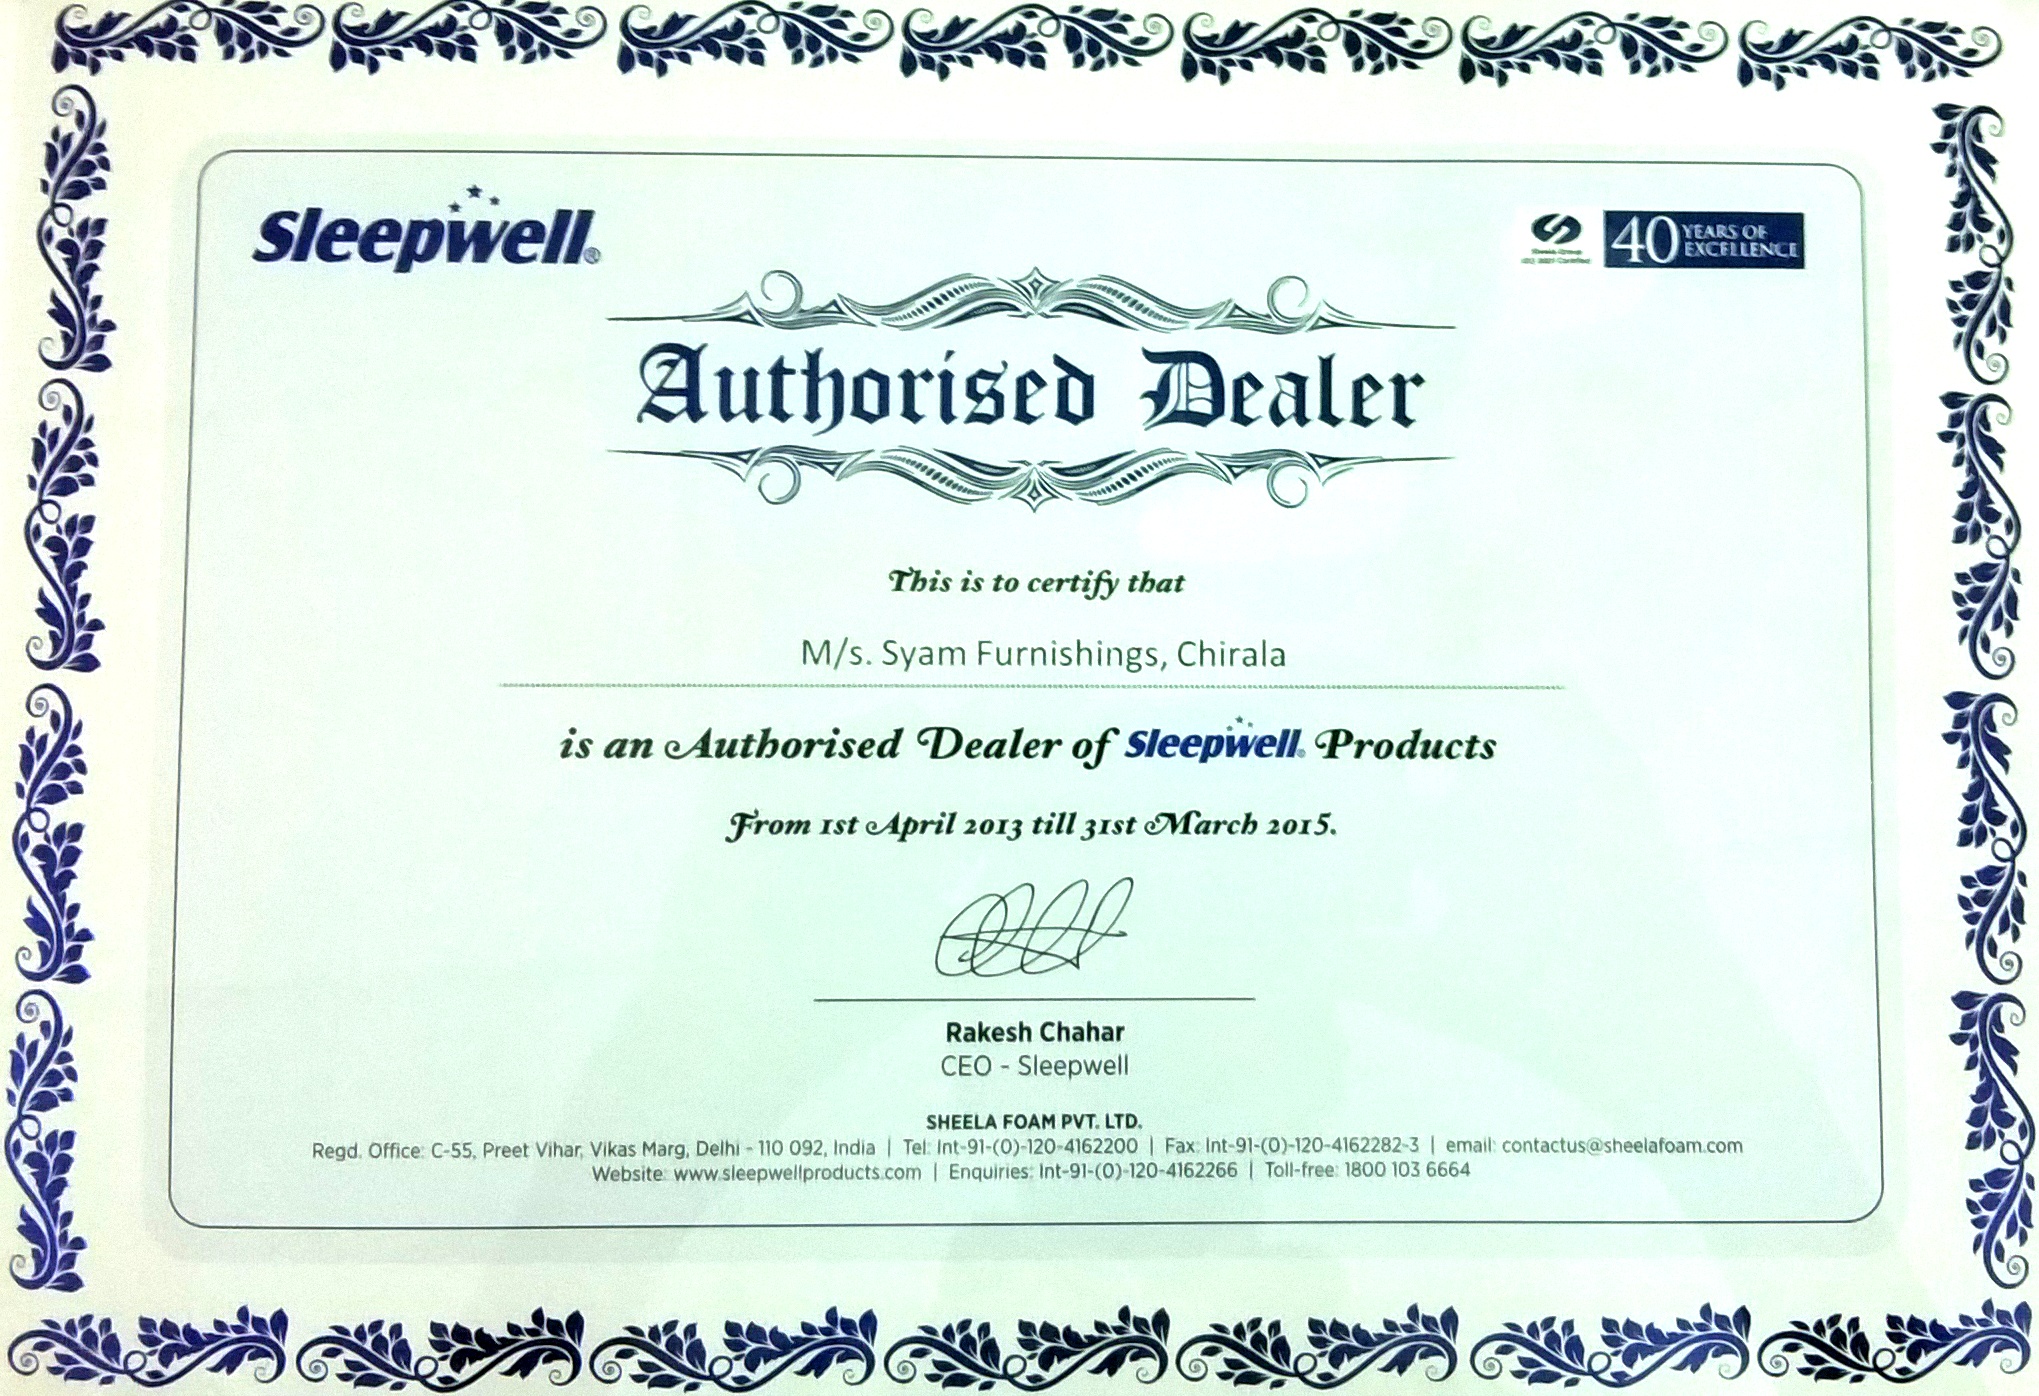 Sleepwell®
40 YEARS OF
EXCELLENCE
Sheela Group
Authorised Dealer
This is to certify that
M/s. Syam Furnishings, Chirala
is an Authorised Dealer of Sleepwell® Products
From 1st April 2013 till 31st March 2015.
Rakesh Chahar
CEO - Sleepwell
SHEELA FOAM PVT. LTD.
Regd. Office: C-55, Preet Vihar, Vikas Marg, Delhi - 110 092, India | Tel: Int-91-(0)-120-4162200 | Fax: Int-91-(0)-120-4162282-3 | email: contactus@sheelafoam.com
Website: www.sleepwellproducts.com | Enquiries: Int-91-(0)-120-4162266 | Toll-free: 1800 103 6664